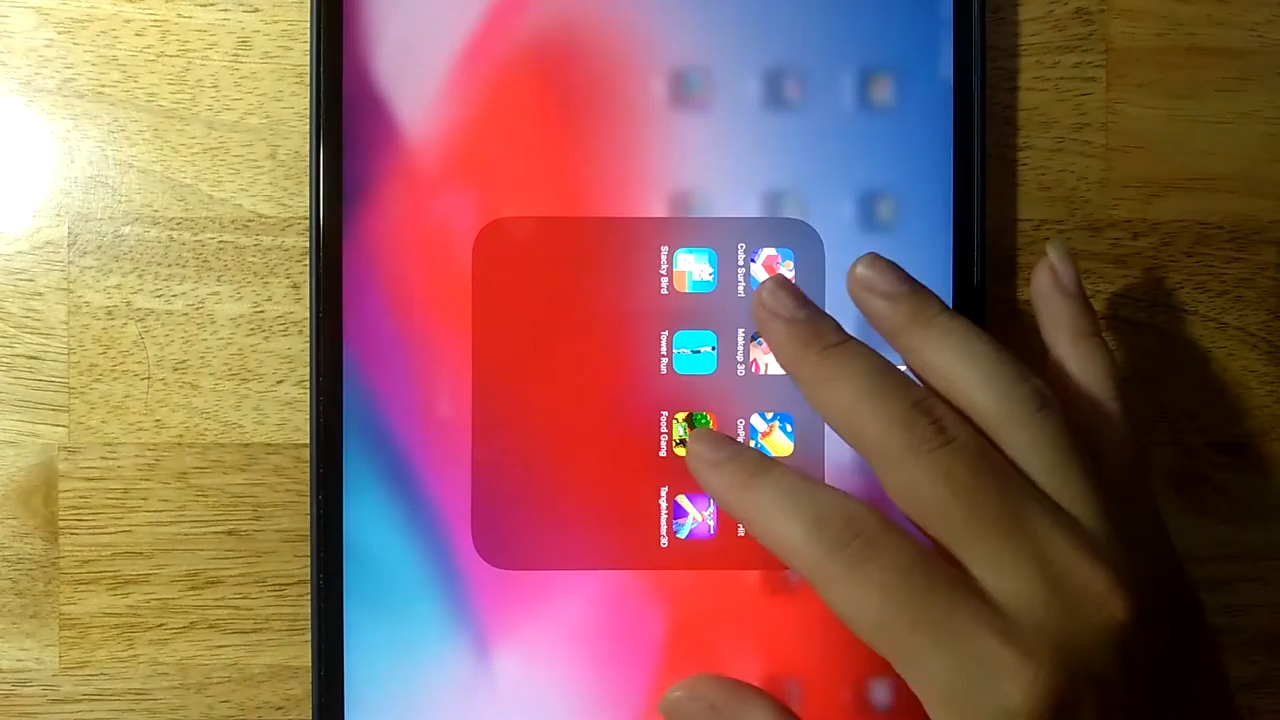 Cube Surfer!
Makeup 3D
Stacky Bird
Tower Run
Food Gang
TangleMaster3D